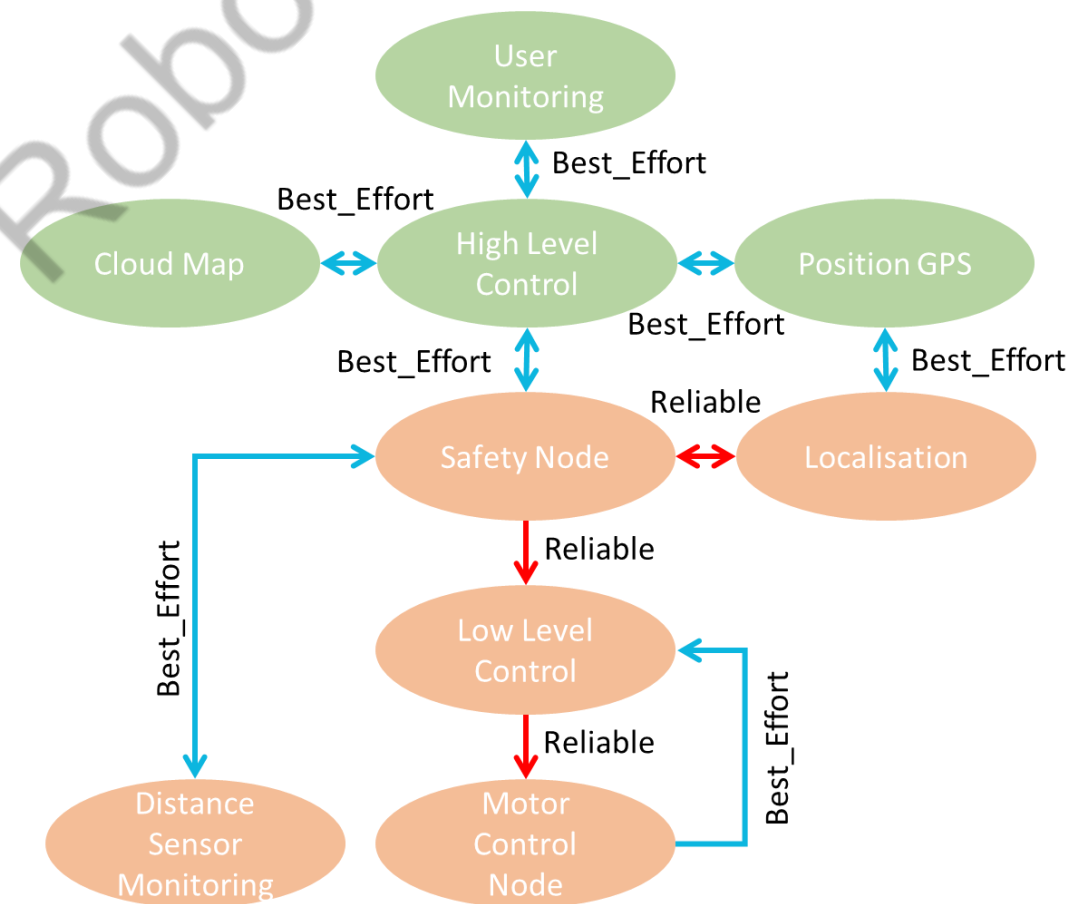 Robo
User
Monitoring
Best_Effort
Best_Effort
Cloud Map
High Level
Control
Position GPS
Best_Effort
Best_Effort
Best_Effort
Reliable
Safety Node
Localisation
Reliable
Best_Effort
Low Level
Control
Reliable
Best_Effort
Distance
Sensor
Monitoring
Motor
Control
Node